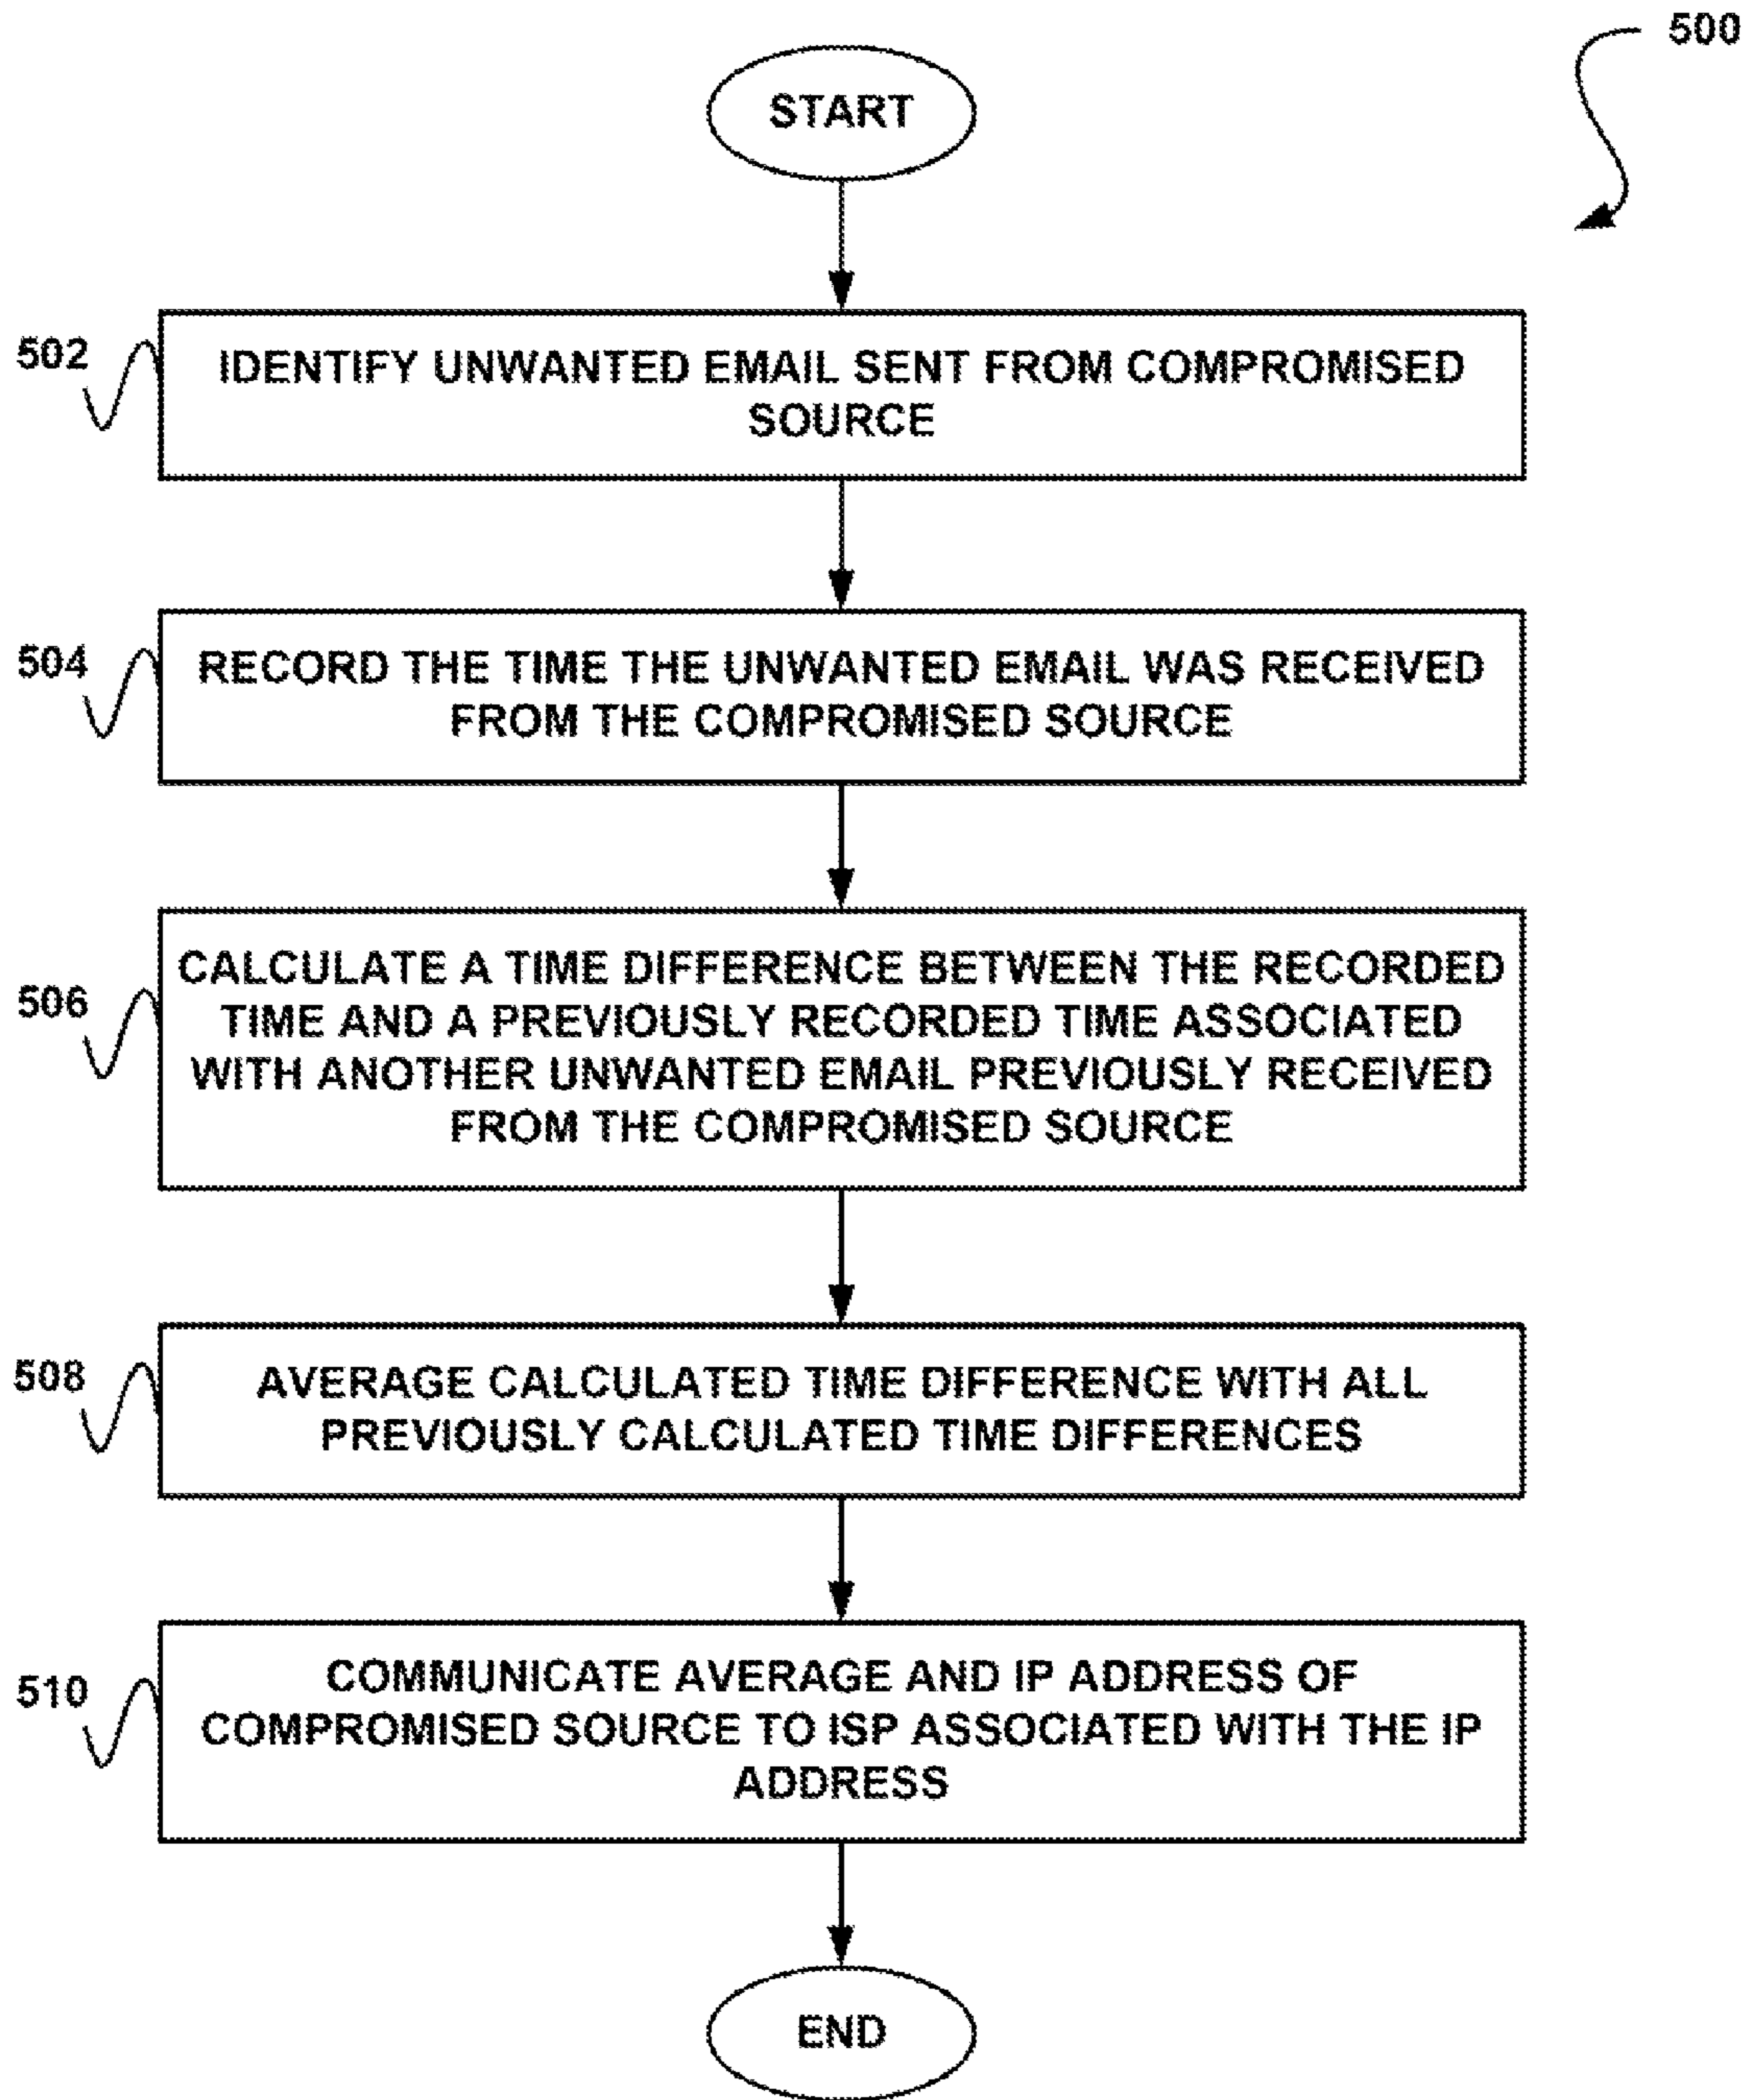 500
START
502
IDENTIFY UNWANTED EMAIL SENT FROM COMPROMISED
SOURCE
504
RECORD THE TIME THE UNWANTED EMAIL WAS RECEIVED
FROM THE COMPROMISED SOURCE
506
CALCULATE A TIME DIFFERENCE BETWEEN THE RECORDED
TIME AND A PREVIOUSLY RECORDED TIME ASSOCIATED
WITH ANOTHER UNWANTED EMAIL PREVIOUSLY RECEIVED
FROM THE COMPROMISED SOURCE
508
AVERAGE CALCULATED TIME DIFFERENCE WITH ALL
PREVIOUSLY CALCULATED TIME DIFFERENCES
510
COMMUNICATE AVERAGE AND IP ADDRESS OF
COMPROMISED SOURCE TO ISP ASSOCIATED WITH THE IP
ADDRESS
END